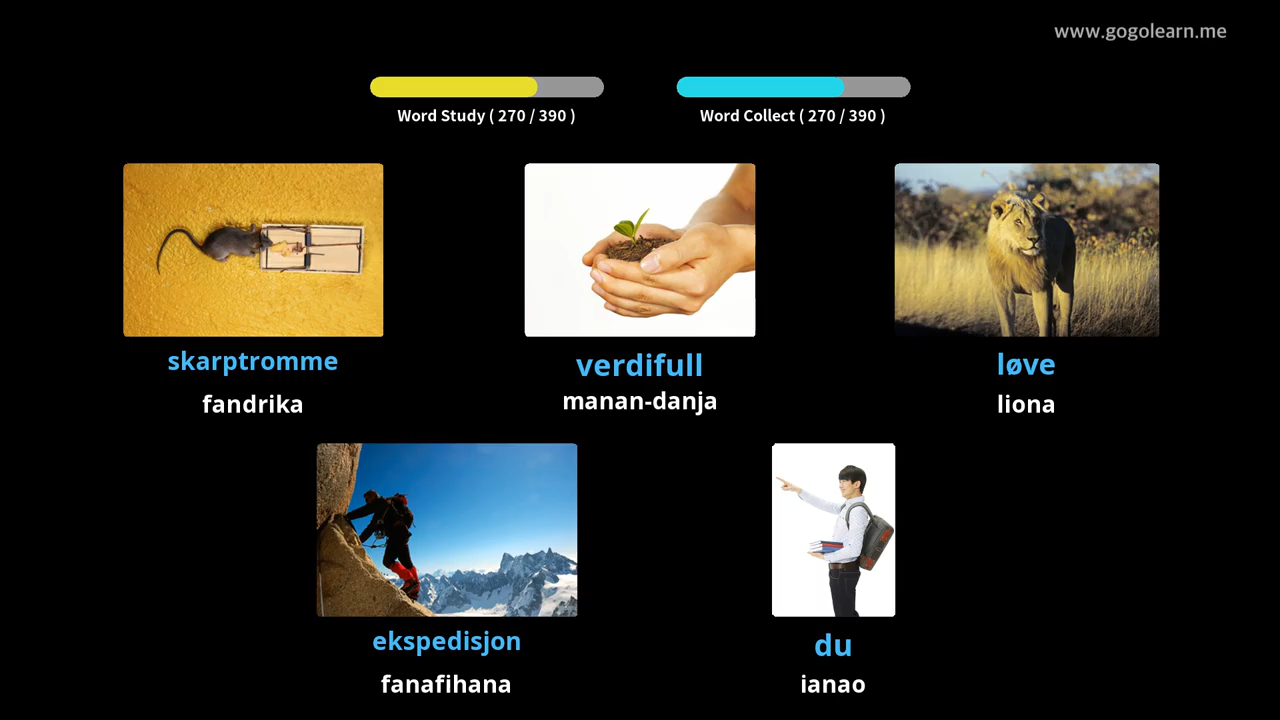 www.gogolearn.me
Word Study ( 270 / 390 )
Word Collect ( 270 / 390 )
skarptromme
verdifull
løve
fandrika
manan-danja
liona
ekspedisjon
du
fanafihana
ianao